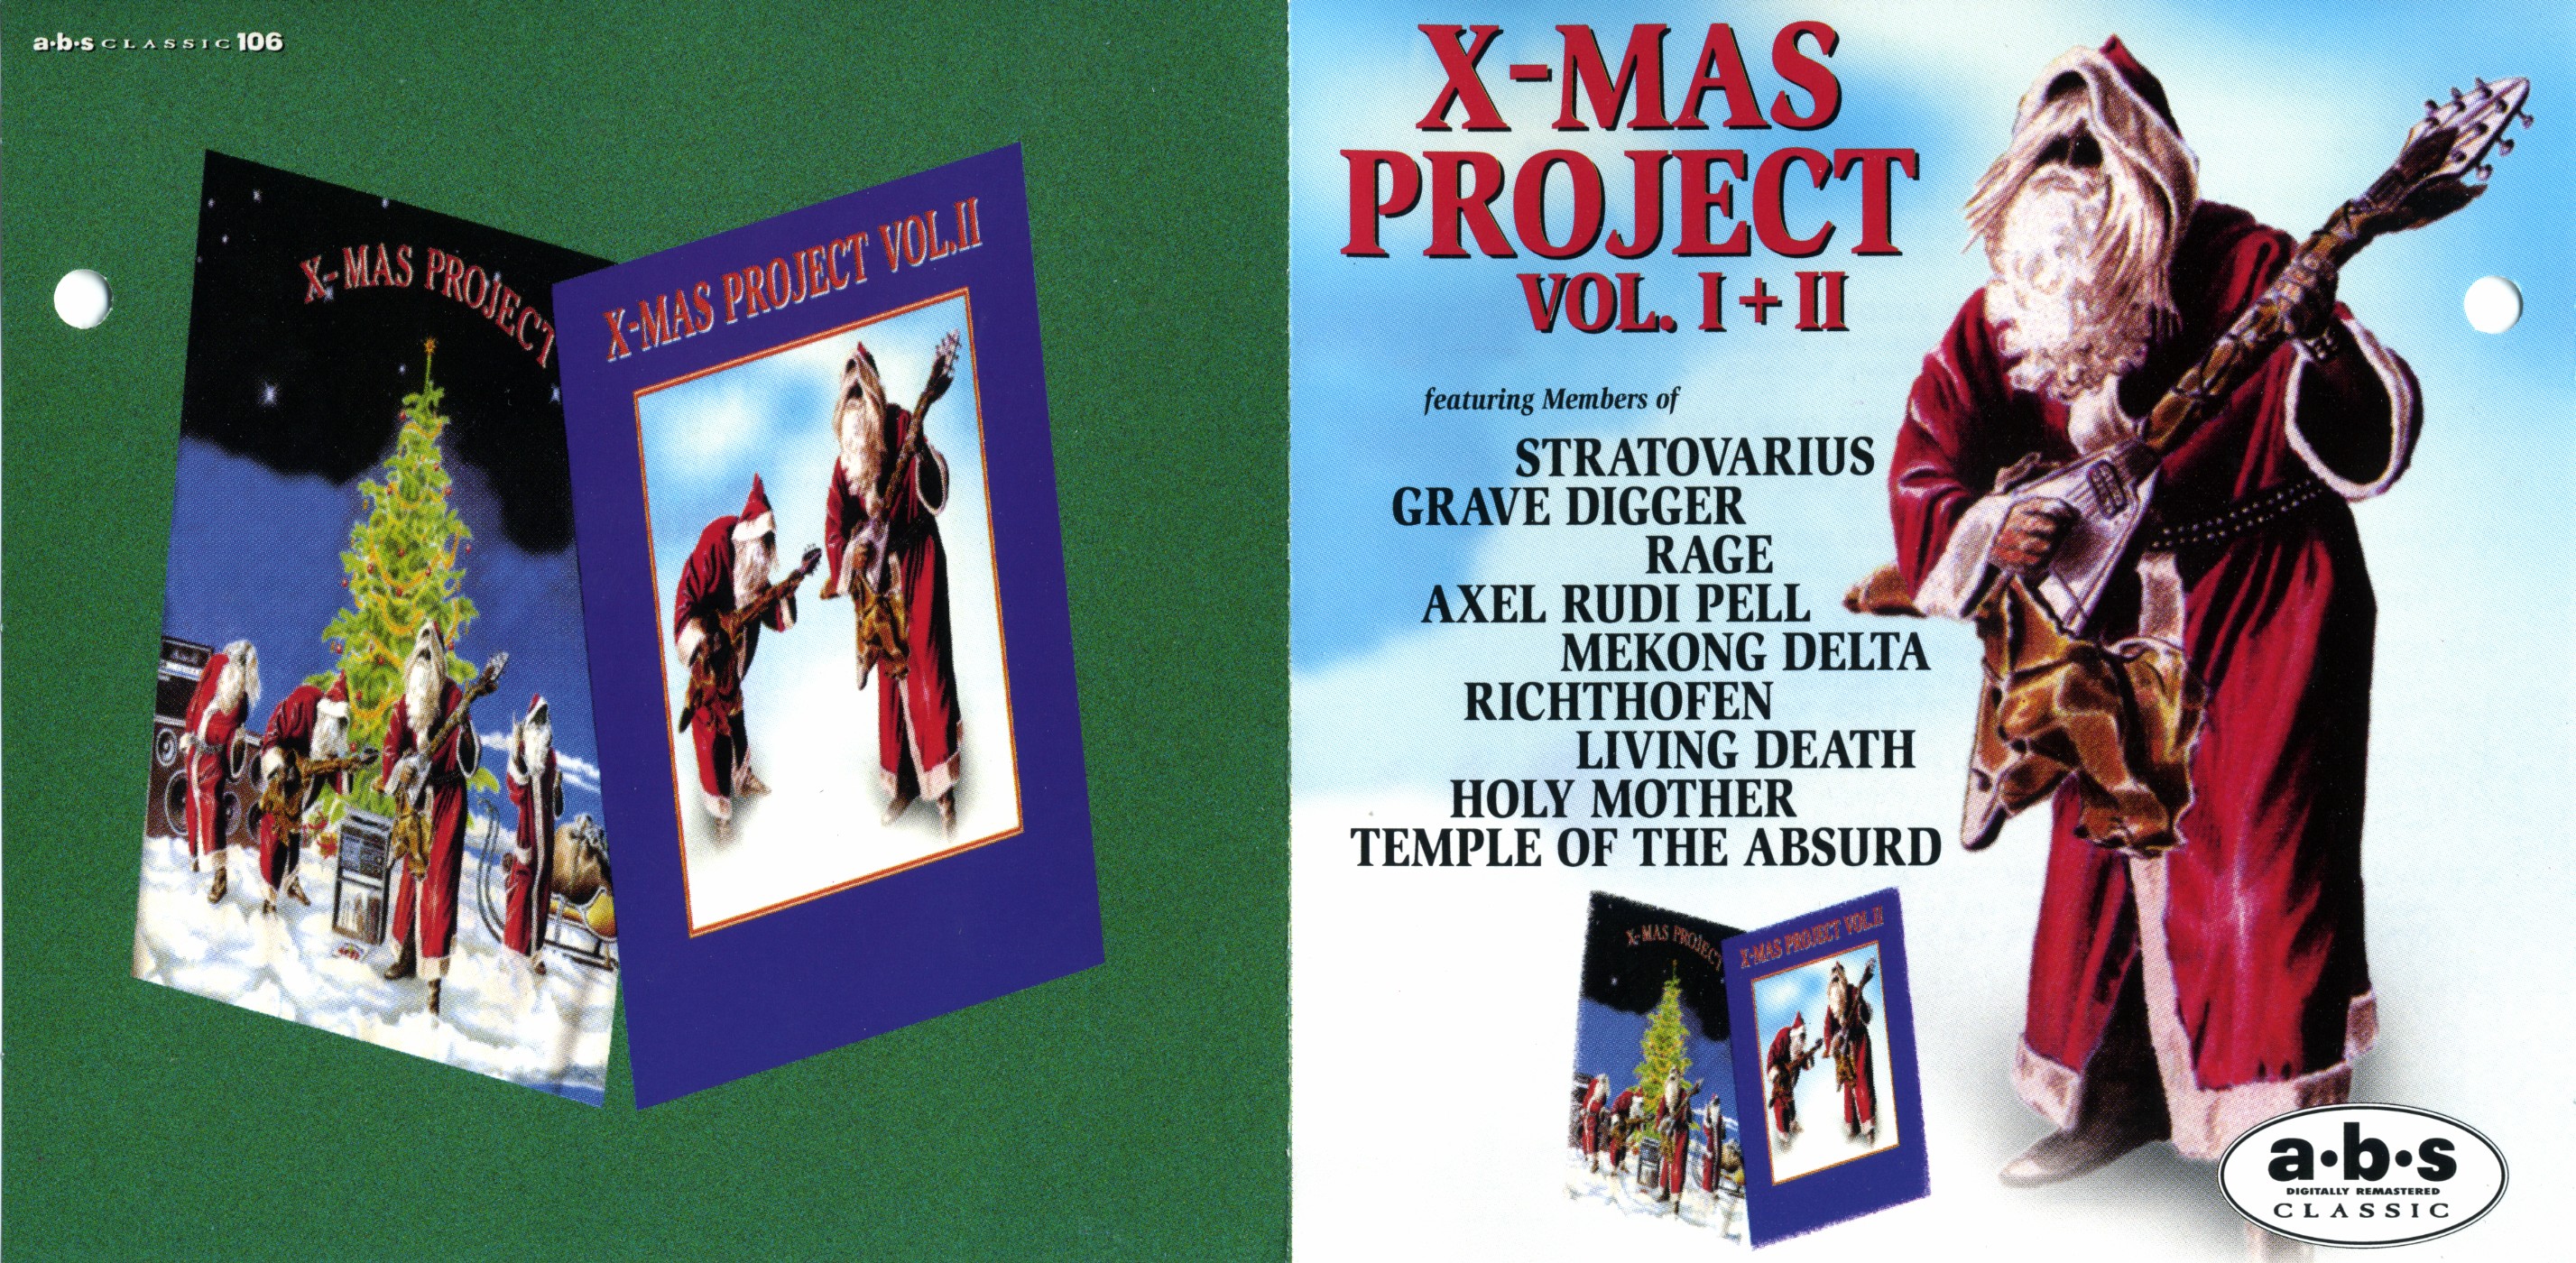 a·b·s CLASSIC 106
X-MAS PROJECT
X-MAS PROJECT VOL.II
X-MAS
PROJECT
VOL. I + II
featuring Members of
STRATOVARIUS
GRAVE DIGGER
RAGE
AXEL RUDI PELL
MEKONG DELTA
RICHTHOFEN
LIVING DEATH
HOLY MOTHER
TEMPLE OF THE ABSURD
X-MAS PROJECT
X-MAS PROJECT VOL.II
a·b·s
DIGITALLY REMASTERED
CLASSIC